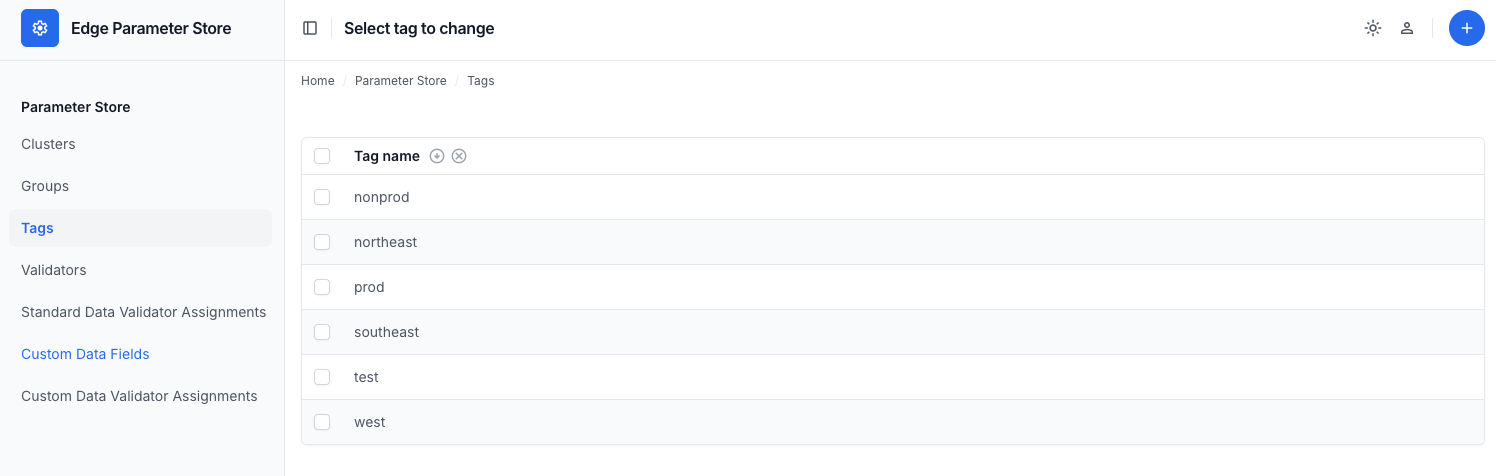 Edge Parameter Store
Select tag to change
Home / Parameter Store / Tags
Parameter Store
Clusters
Groups
Tags
Validators
Standard Data Validator Assignments
Custom Data Fields
Custom Data Validator Assignments
Tag name
nonprod
northeast
prod
southeast
test
west